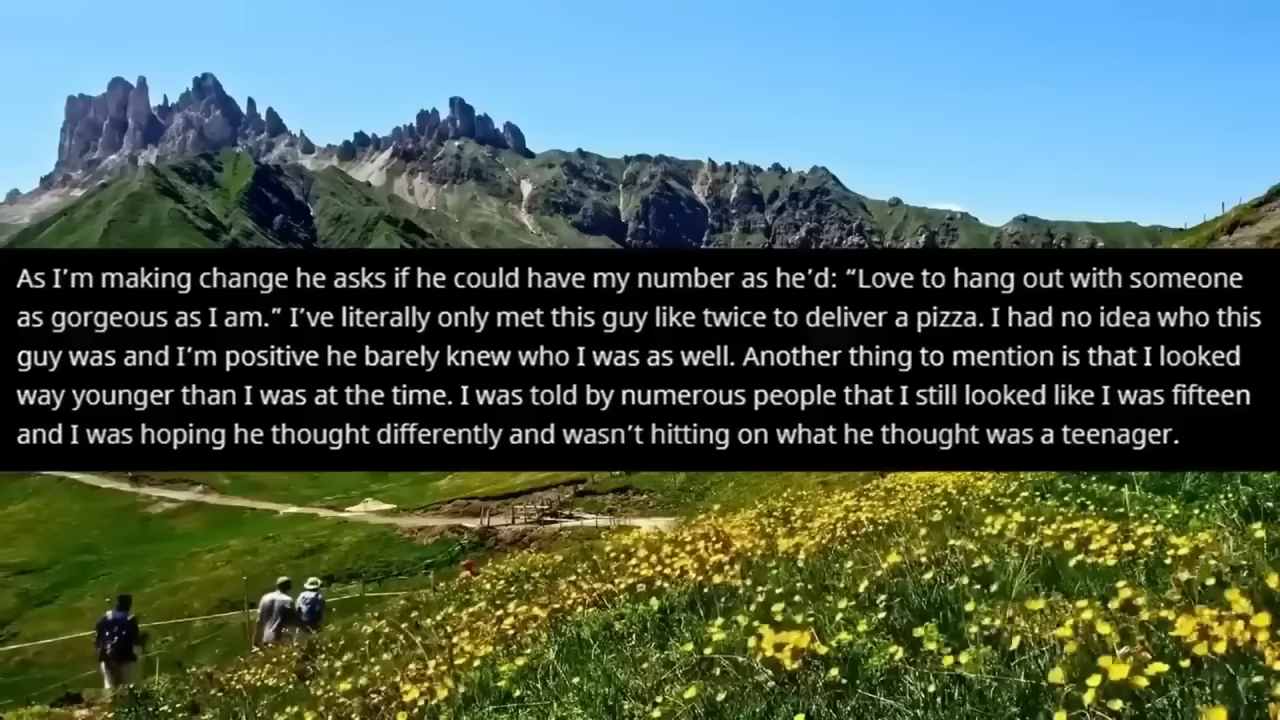 As I’m making change he asks if he could have my number as he’d: “Love to hang out with someone
as gorgeous as I am.” I’ve literally only met this guy like twice to deliver a pizza. I had no idea who this
guy was and I’m positive he barely knew who I was as well. Another thing to mention is that I looked
way younger than I was at the time. I was told by numerous people that I still looked like I was fifteen
and I was hoping he thought differently and wasn’t hitting on what he thought was a teenager.